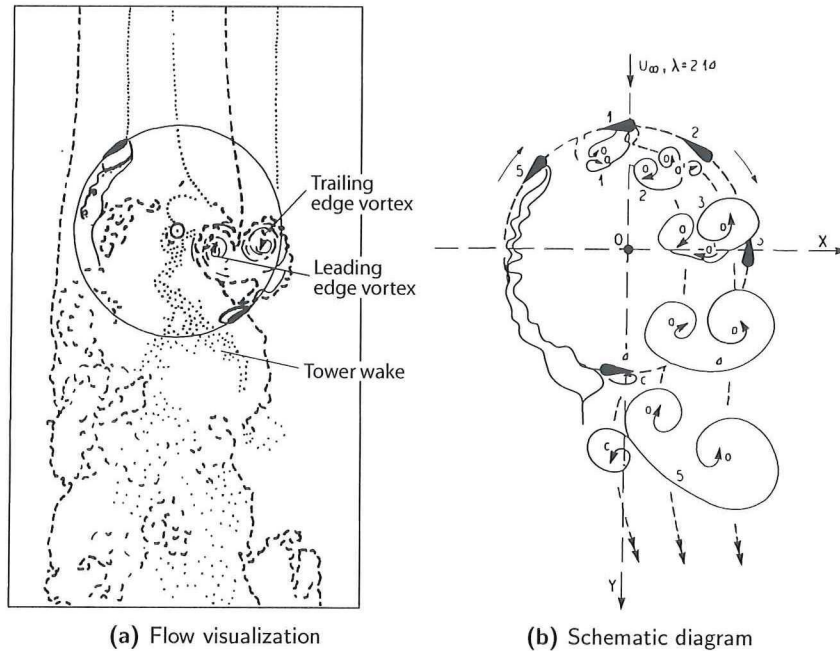 Trailing
edge vortex
Leading
edge vortex
Tower wake
(a) Flow visualization
U∞, λ=2.10
1
2
5
1
2
3
O
X
c
c
5
Y
(b) Schematic diagram